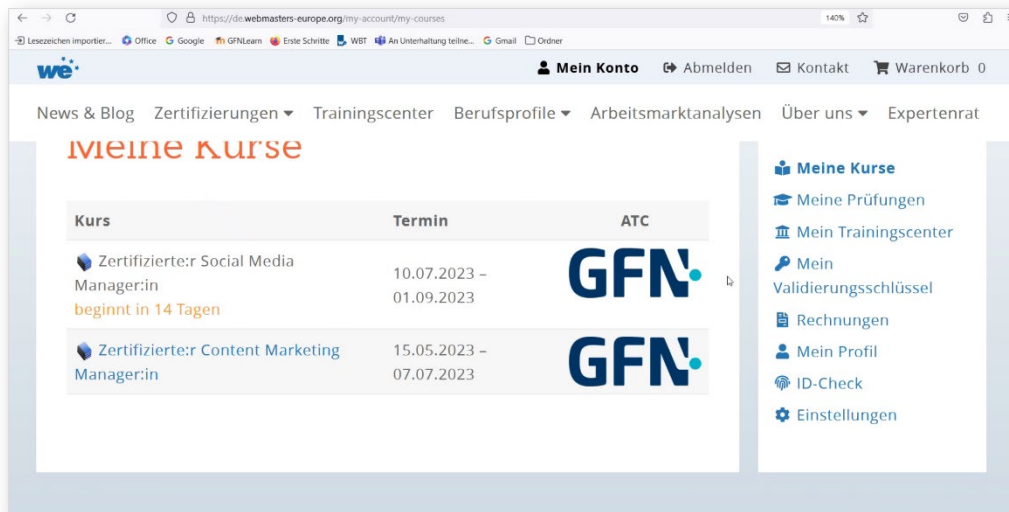 https://de.webmasters-europe.org/my-account/my-courses
140%
Lesezeichen importier... Office Google GFNLearn Erste Schritte WBT An Unterhaltung teilne... Gmail Ordner
we
Mein Konto Abmelden Kontakt Warenkorb 0
News & Blog Zertifizierungen Trainingscenter Berufsprofile Arbeitsmarktanalysen Über uns Expertenrat
Meine Kurse
Kurs Termin ATC
Zertifizierte:r Social Media
Manager:in
beginnt in 14 Tagen
10.07.2023 –
01.09.2023
GFN
Zertifizierte:r Content Marketing
Manager:in
15.05.2023 –
07.07.2023
GFN
Meine Kurse
Meine Prüfungen
Mein Trainingscenter
Mein
Validierungsschlüssel
Rechnungen
Mein Profil
ID-Check
Einstellungen